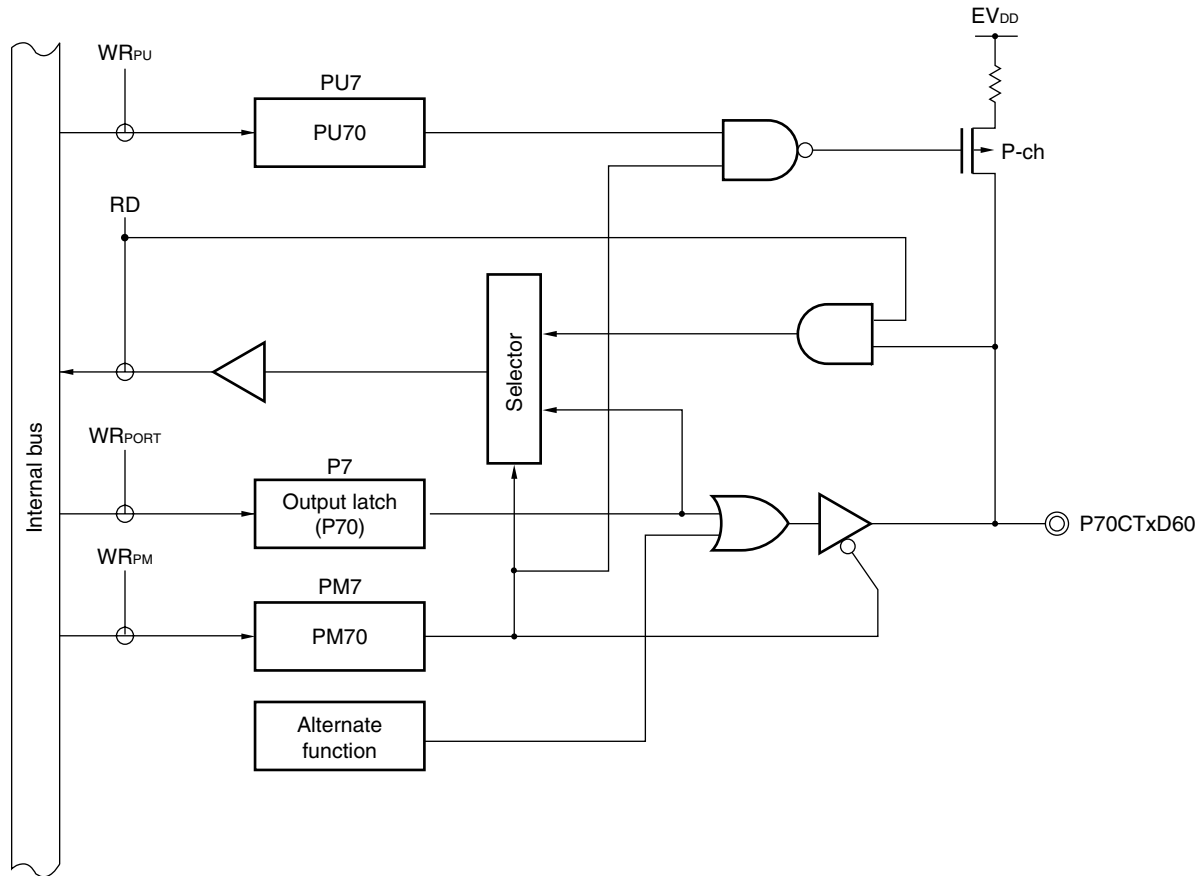 EVDD
WRPU
PU7
PU70
P-ch
RD
Selector
Internal bus
WRPORT
P7
Output latch
(P70)
P70CTxD60
WRPM
PM7
PM70
Alternate
function